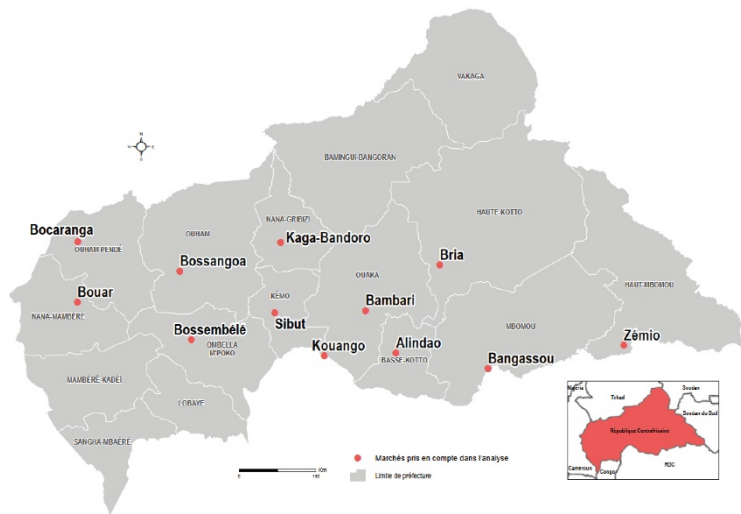 VAKAGA
N
BAMINGUI-BANGORAN
HAUTE-KOTTO
NANA-GRIBIZI
OUHAM
Bocaranga
OUHAM PENDÉ
Kaga-Bandoro
Bossangoa
Bria
OUAKA
HAUT-MBOMOU
KÉMO
Bouar
NANA-MAMBÉRÉ
Bambari
Sibut
MBOMOU
Bossembélé
OMBELLA
M'POKO
Zémio
Kouango
Alindao
BASSE-KOTTO
Bangassou
MAMBÉRÉ-KADÉÏ
LOBAYE
SANGHA-MBAÉRÉ
Tchad
Soudan
Soudan du Sud
République Centrafricaine
Cameroun
Congo
RDC
Km
0
Marchés pris en compte dans l'analyse
Limite de préfecture